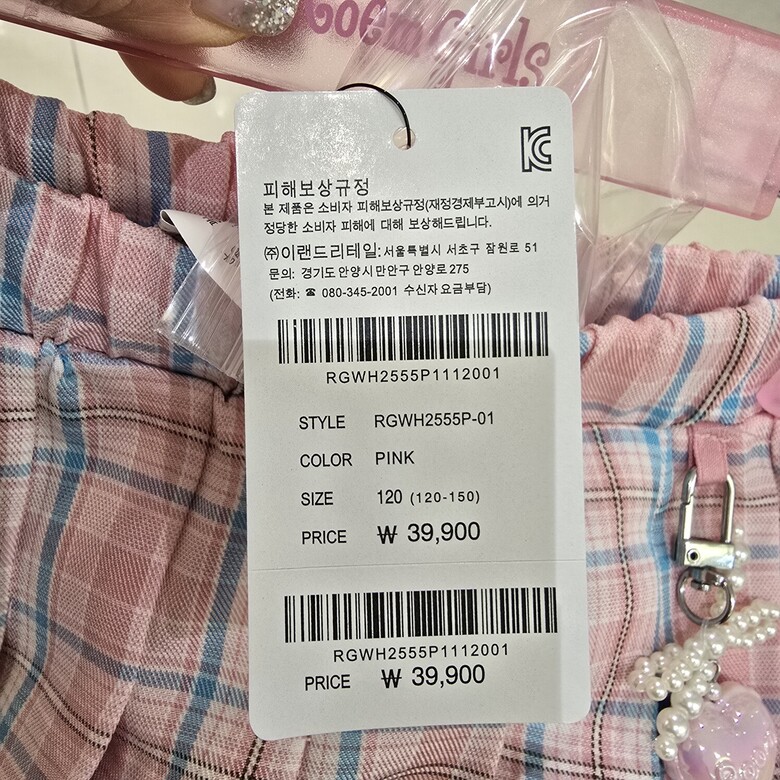 Roem Girls
KC
피해보상규정
본 제품은 소비자 피해보상규정(재정경제부고시)에 의거
정당한 소비자 피해에 대해 보상해드립니다.
㈜이랜드리테일: 서울특별시 서초구 잠원로 51
문의: 경기도 안양시 만안구 안양로 275
(전화: ☎ 080-345-2001 수신자 요금부담)
RGWH2555P1112001
STYLE RGWH2555P-01
COLOR PINK
SIZE 120 (120-150)
PRICE ₩ 39,900
RGWH2555P1112001
PRICE ₩ 39,900